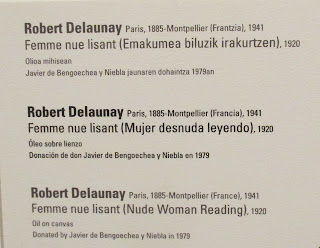 Robert Delaunay Paris, 1885-Montpellier (Frantzia), 1941
Femme nue lisant (Emakumea biluzik irakurtzen), 1920
Olioa mihisean
Javier de Bengoechea y Niebla jaunaren dohaintza 1979an
Robert Delaunay Paris, 1885-Montpellier (Francia), 1941
Femme nue lisant (Mujer desnuda leyendo), 1920
Óleo sobre lienzo
Donación de don Javier de Bengoechea y Niebla en 1979
Robert Delaunay Paris, 1885-Montpellier (France), 1941
Femme nue lisant (Nude Woman Reading), 1920
Oil on canvas
Donated by Javier de Bengoechea y Niebla in 1979